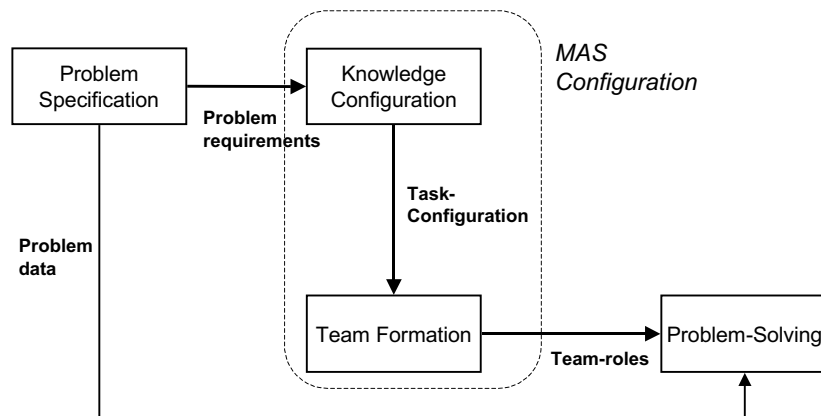 Problem
Specification
Knowledge
Configuration
MAS
Configuration
Problem
requirements
Task-
Configuration
Problem
data
Team Formation
Problem-Solving
Team-roles